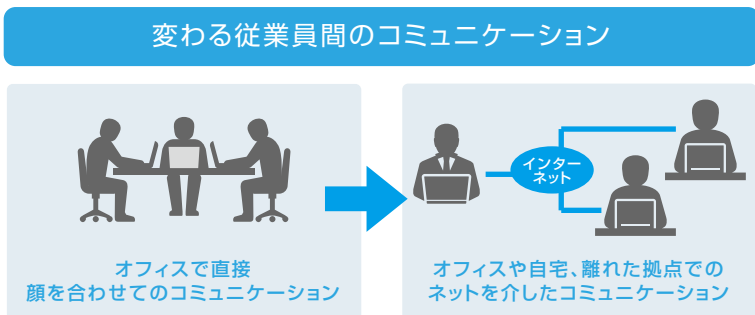 変わる従業員間のコミュニケーション
インター
ネット
オフィスで直接
顔を合わせてのコミュニケーション
オフィスや自宅、離れた拠点での
ネットを介したコミュニケーション